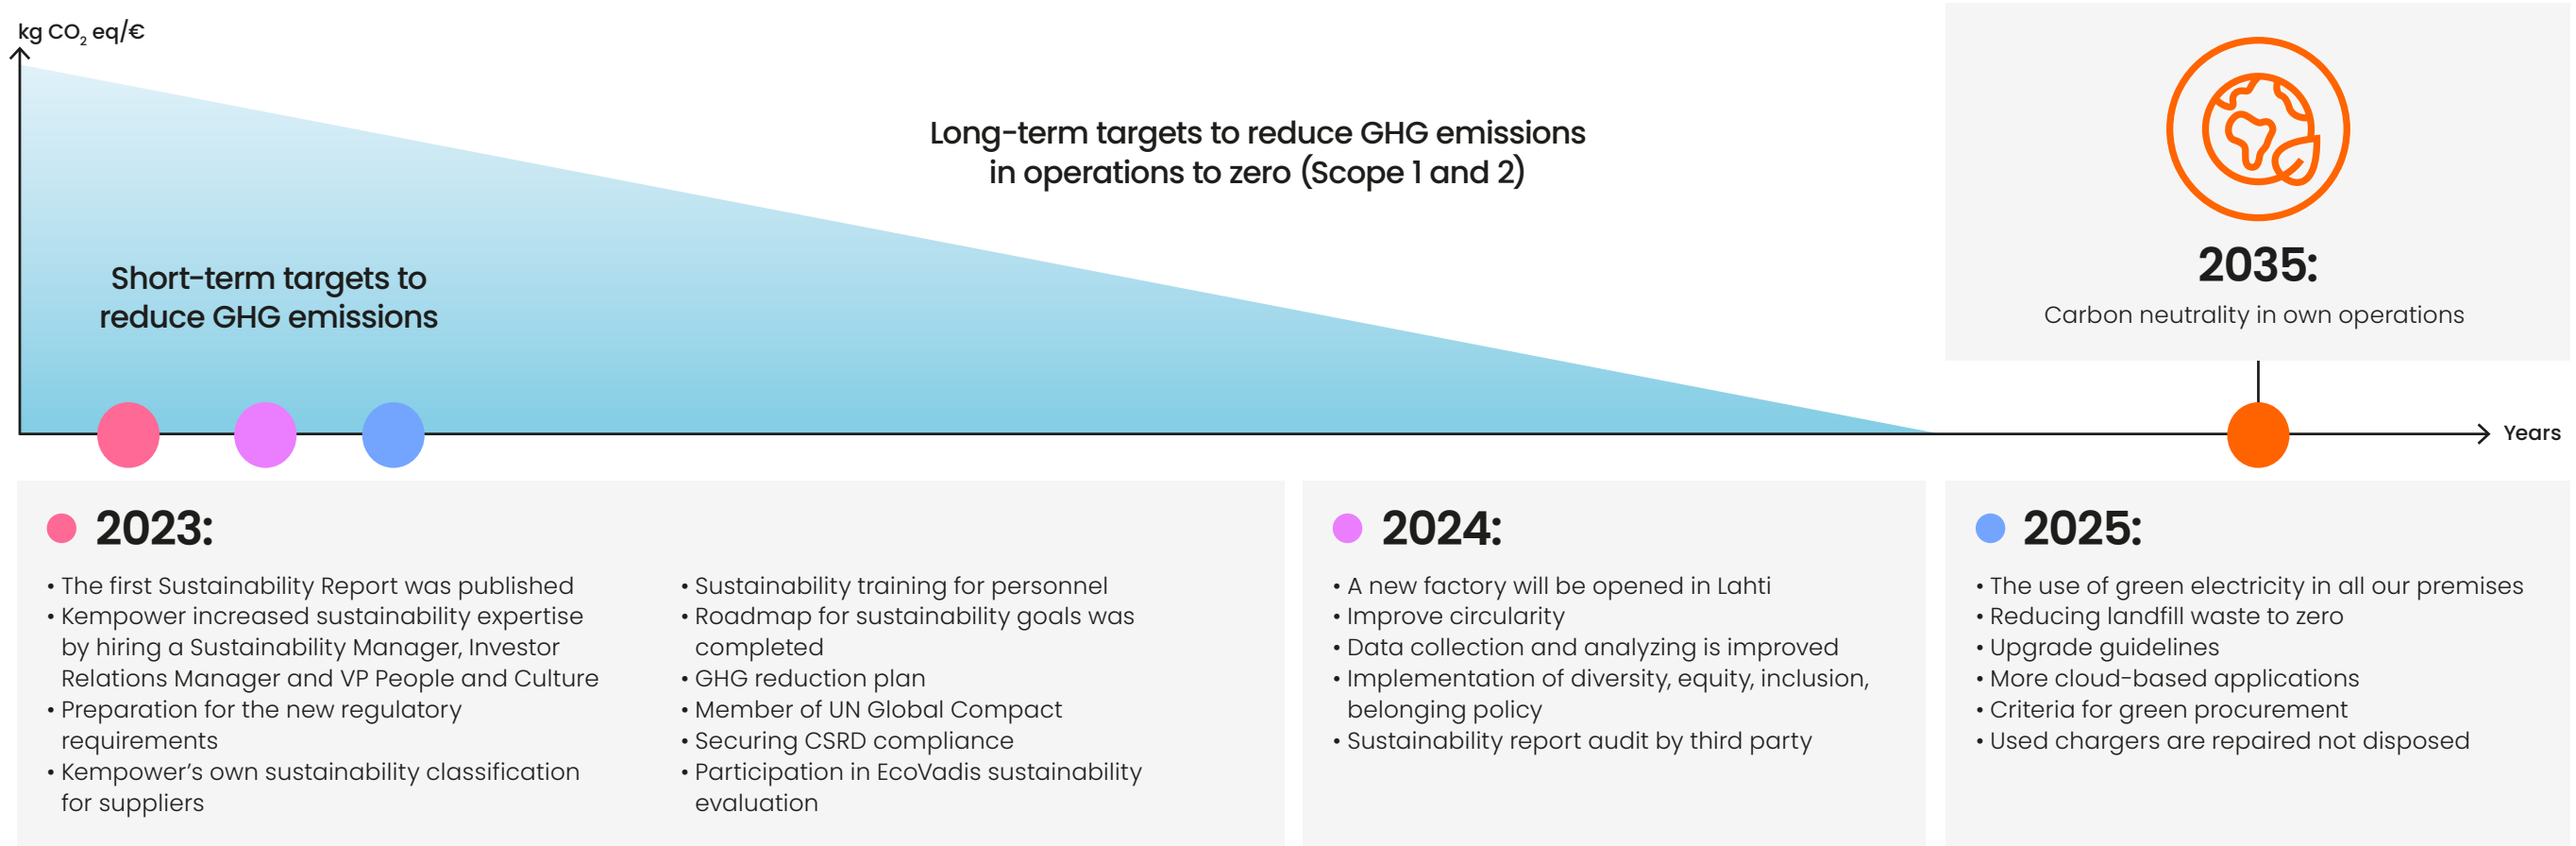 kg CO₂ eq/€
Long-term targets to reduce GHG emissions
in operations to zero (Scope 1 and 2)
Short-term targets to
reduce GHG emissions
2035:
Carbon neutrality in own operations
Years
2023:
• The first Sustainability Report was published
• Kempower increased sustainability expertise
by hiring a Sustainability Manager, Investor
Relations Manager and VP People and Culture
• Preparation for the new regulatory
requirements
• Kempower’s own sustainability classification
for suppliers
• Sustainability training for personnel
• Roadmap for sustainability goals was
completed
• GHG reduction plan
• Member of UN Global Compact
• Securing CSRD compliance
• Participation in EcoVadis sustainability
evaluation
2024:
• A new factory will be opened in Lahti
• Improve circularity
• Data collection and analyzing is improved
• Implementation of diversity, equity, inclusion,
belonging policy
• Sustainability report audit by third party
2025:
• The use of green electricity in all our premises
• Reducing landfill waste to zero
• Upgrade guidelines
• More cloud-based applications
• Criteria for green procurement
• Used chargers are repaired not disposed